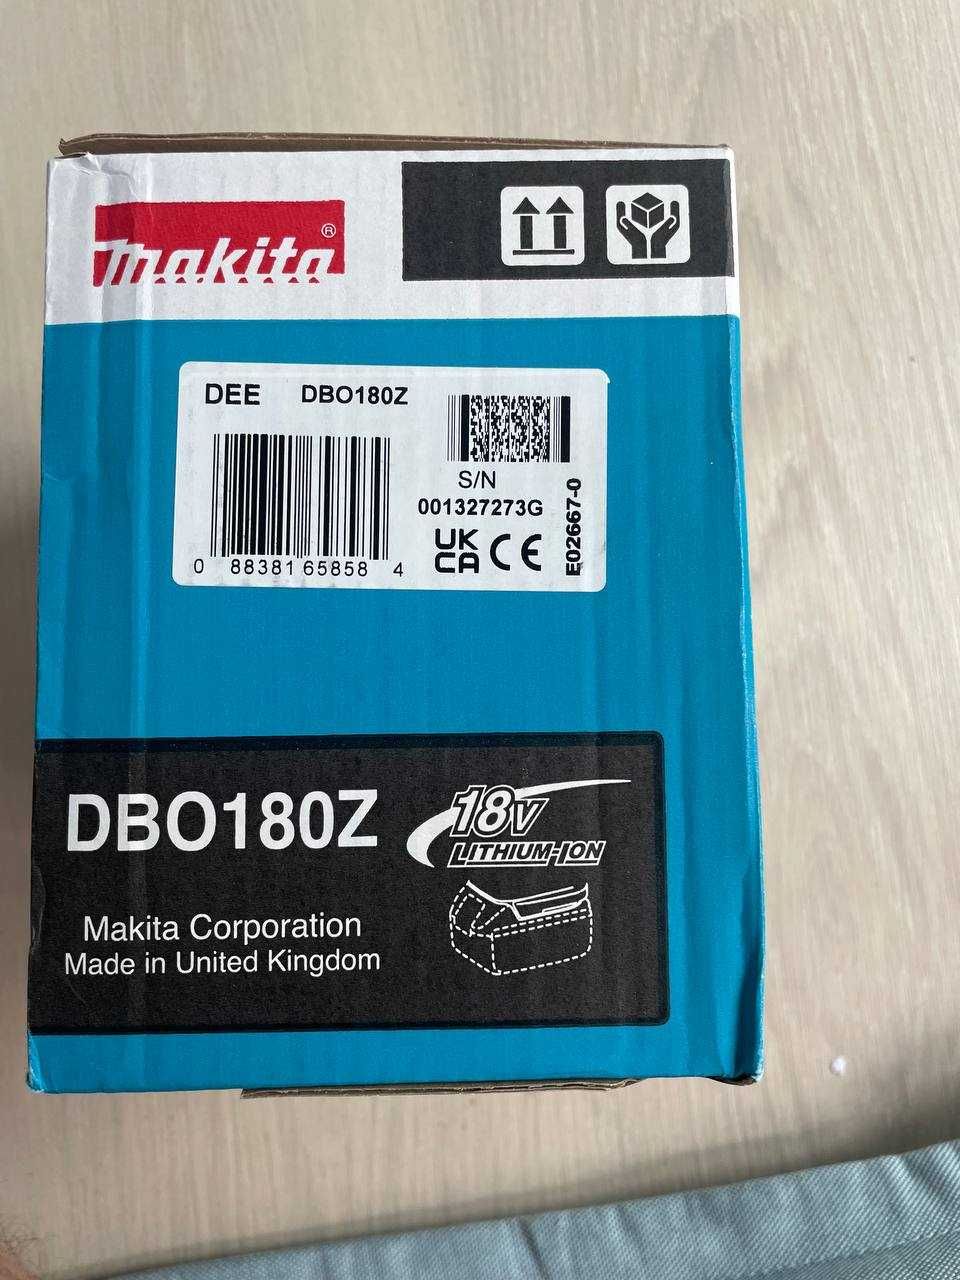 makita®
DEE DBO180Z
S/N
001327273G
UK
CA CE
E02667-0
0 88381 65858 4
DBO180Z
18V
LITHIUM-ION
Makita Corporation
Made in United Kingdom